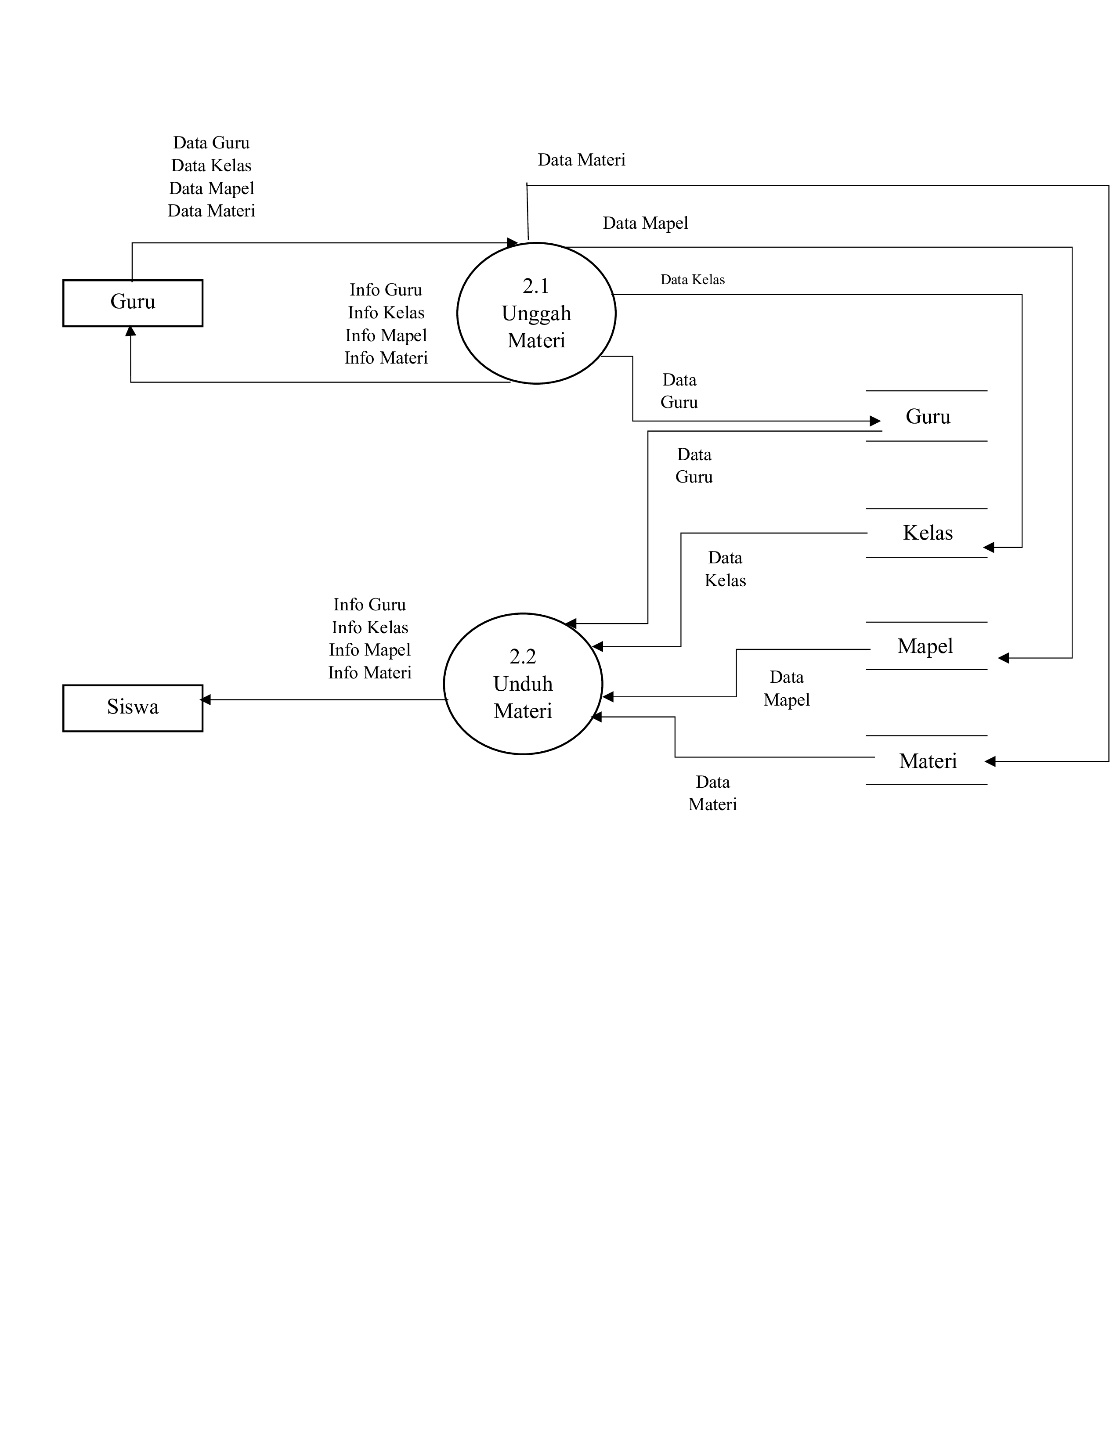 Data Guru
Data Kelas
Data Mapel
Data Materi
Data Materi
Data Mapel
Data Kelas
Guru
Info Guru
Info Kelas
Info Mapel
Info Materi
2.1
Unggah
Materi
Data
Guru
Guru
Data
Guru
Kelas
Data
Kelas
Info Guru
Info Kelas
Info Mapel
Info Materi
2.2
Unduh
Materi
Mapel
Data
Mapel
Siswa
Materi
Data
Materi